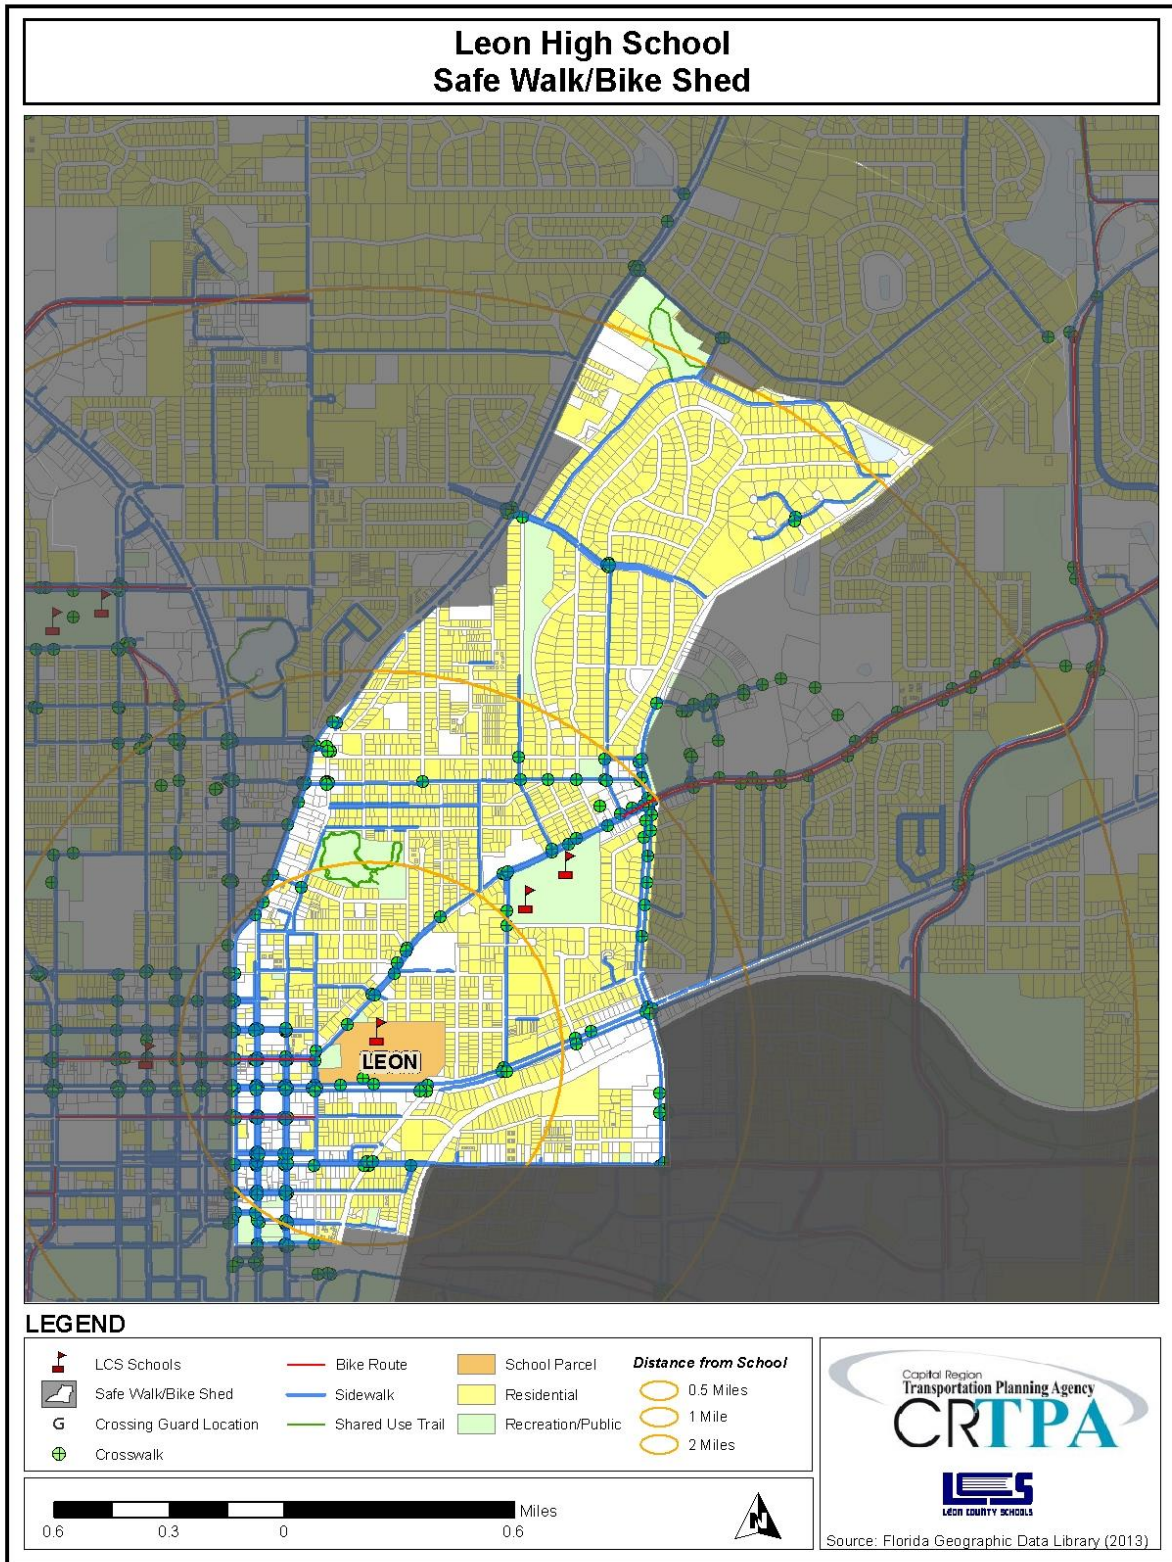 Leon High School
Safe Walk/Bike Shed
LEON
LEGEND
LCS Schools
Safe Walk/Bike Shed
G Crossing Guard Location
Crosswalk
Bike Route
Sidewalk
Shared Use Trail
School Parcel
Residential
Recreation/Public
Distance from School
0.5 Miles
1 Mile
2 Miles
0.6 0.3 0 0.6 Miles
N
Capital Region
Transportation Planning Agency
CRTPA
LCS
LEON COUNTY SCHOOLS
Source: Florida Geographic Data Library (2013)